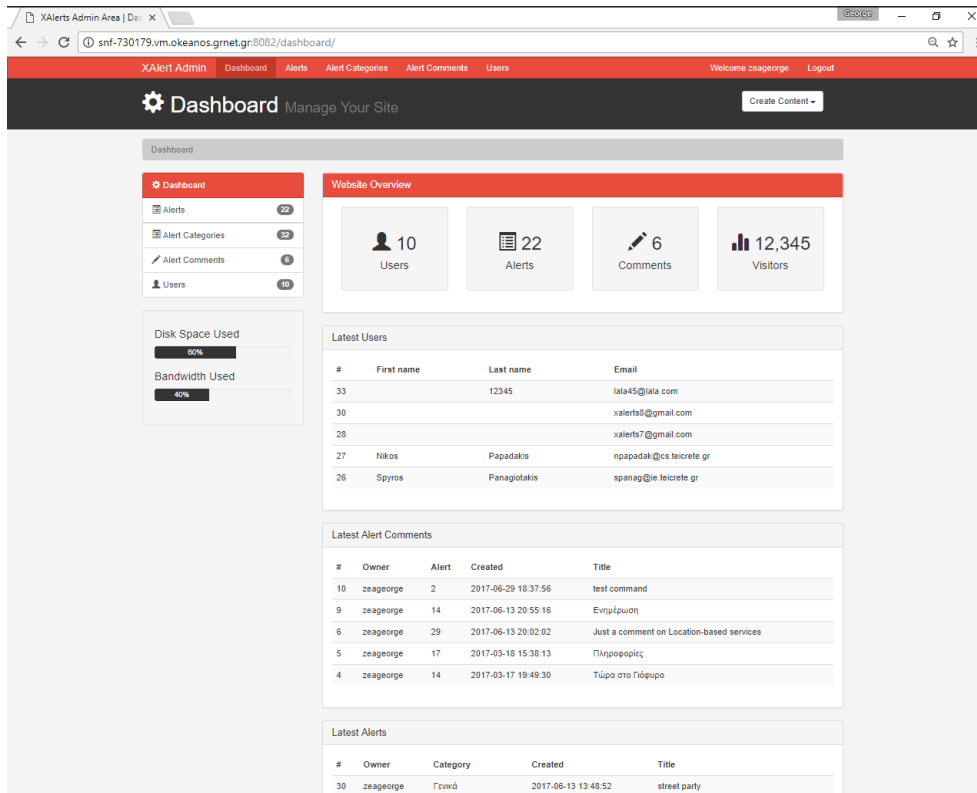 XAlerts Admin Area | Das
George
snf-730179.vm.okeanos.grnet.gr:8082/dashboard/
XAlert Admin Dashboard Alerts Alert Categories Alert Comments Users Welcome zeageorge Logout
Dashboard Manage Your Site Create Content
Dashboard
Dashboard
Alerts 22
Alert Categories 32
Alert Comments 6
Users 10
Disk Space Used
60%
Bandwidth Used
40%
Website Overview
10 22 6 12,345
Users Alerts Comments Visitors
Latest Users
# First name Last name Email
33 12345 lala45@lala.com
30 xalerts8@gmail.com
28 xalerts7@gmail.com
27 Nikos Papadakis npapadak@cs.teicrete.gr
26 Spyros Panagiotakis spanag@ie.teicrete.gr
Latest Alert Comments
# Owner Alert Created Title
10 zeageorge 2 2017-06-29 18:37:56 test command
9 zeageorge 14 2017-06-13 20:55:16 Ενημέρωση
6 zeageorge 29 2017-06-13 20:02:02 Just a comment on Location-based services
5 zeageorge 17 2017-03-18 15:38:13 Πληροφορίες
4 zeageorge 14 2017-03-17 19:49:30 Τώρα στο Γιόφυρο
Latest Alerts
# Owner Category Created Title
30 zeageorge Γενικά 2017-06-13 13:48:52 street party